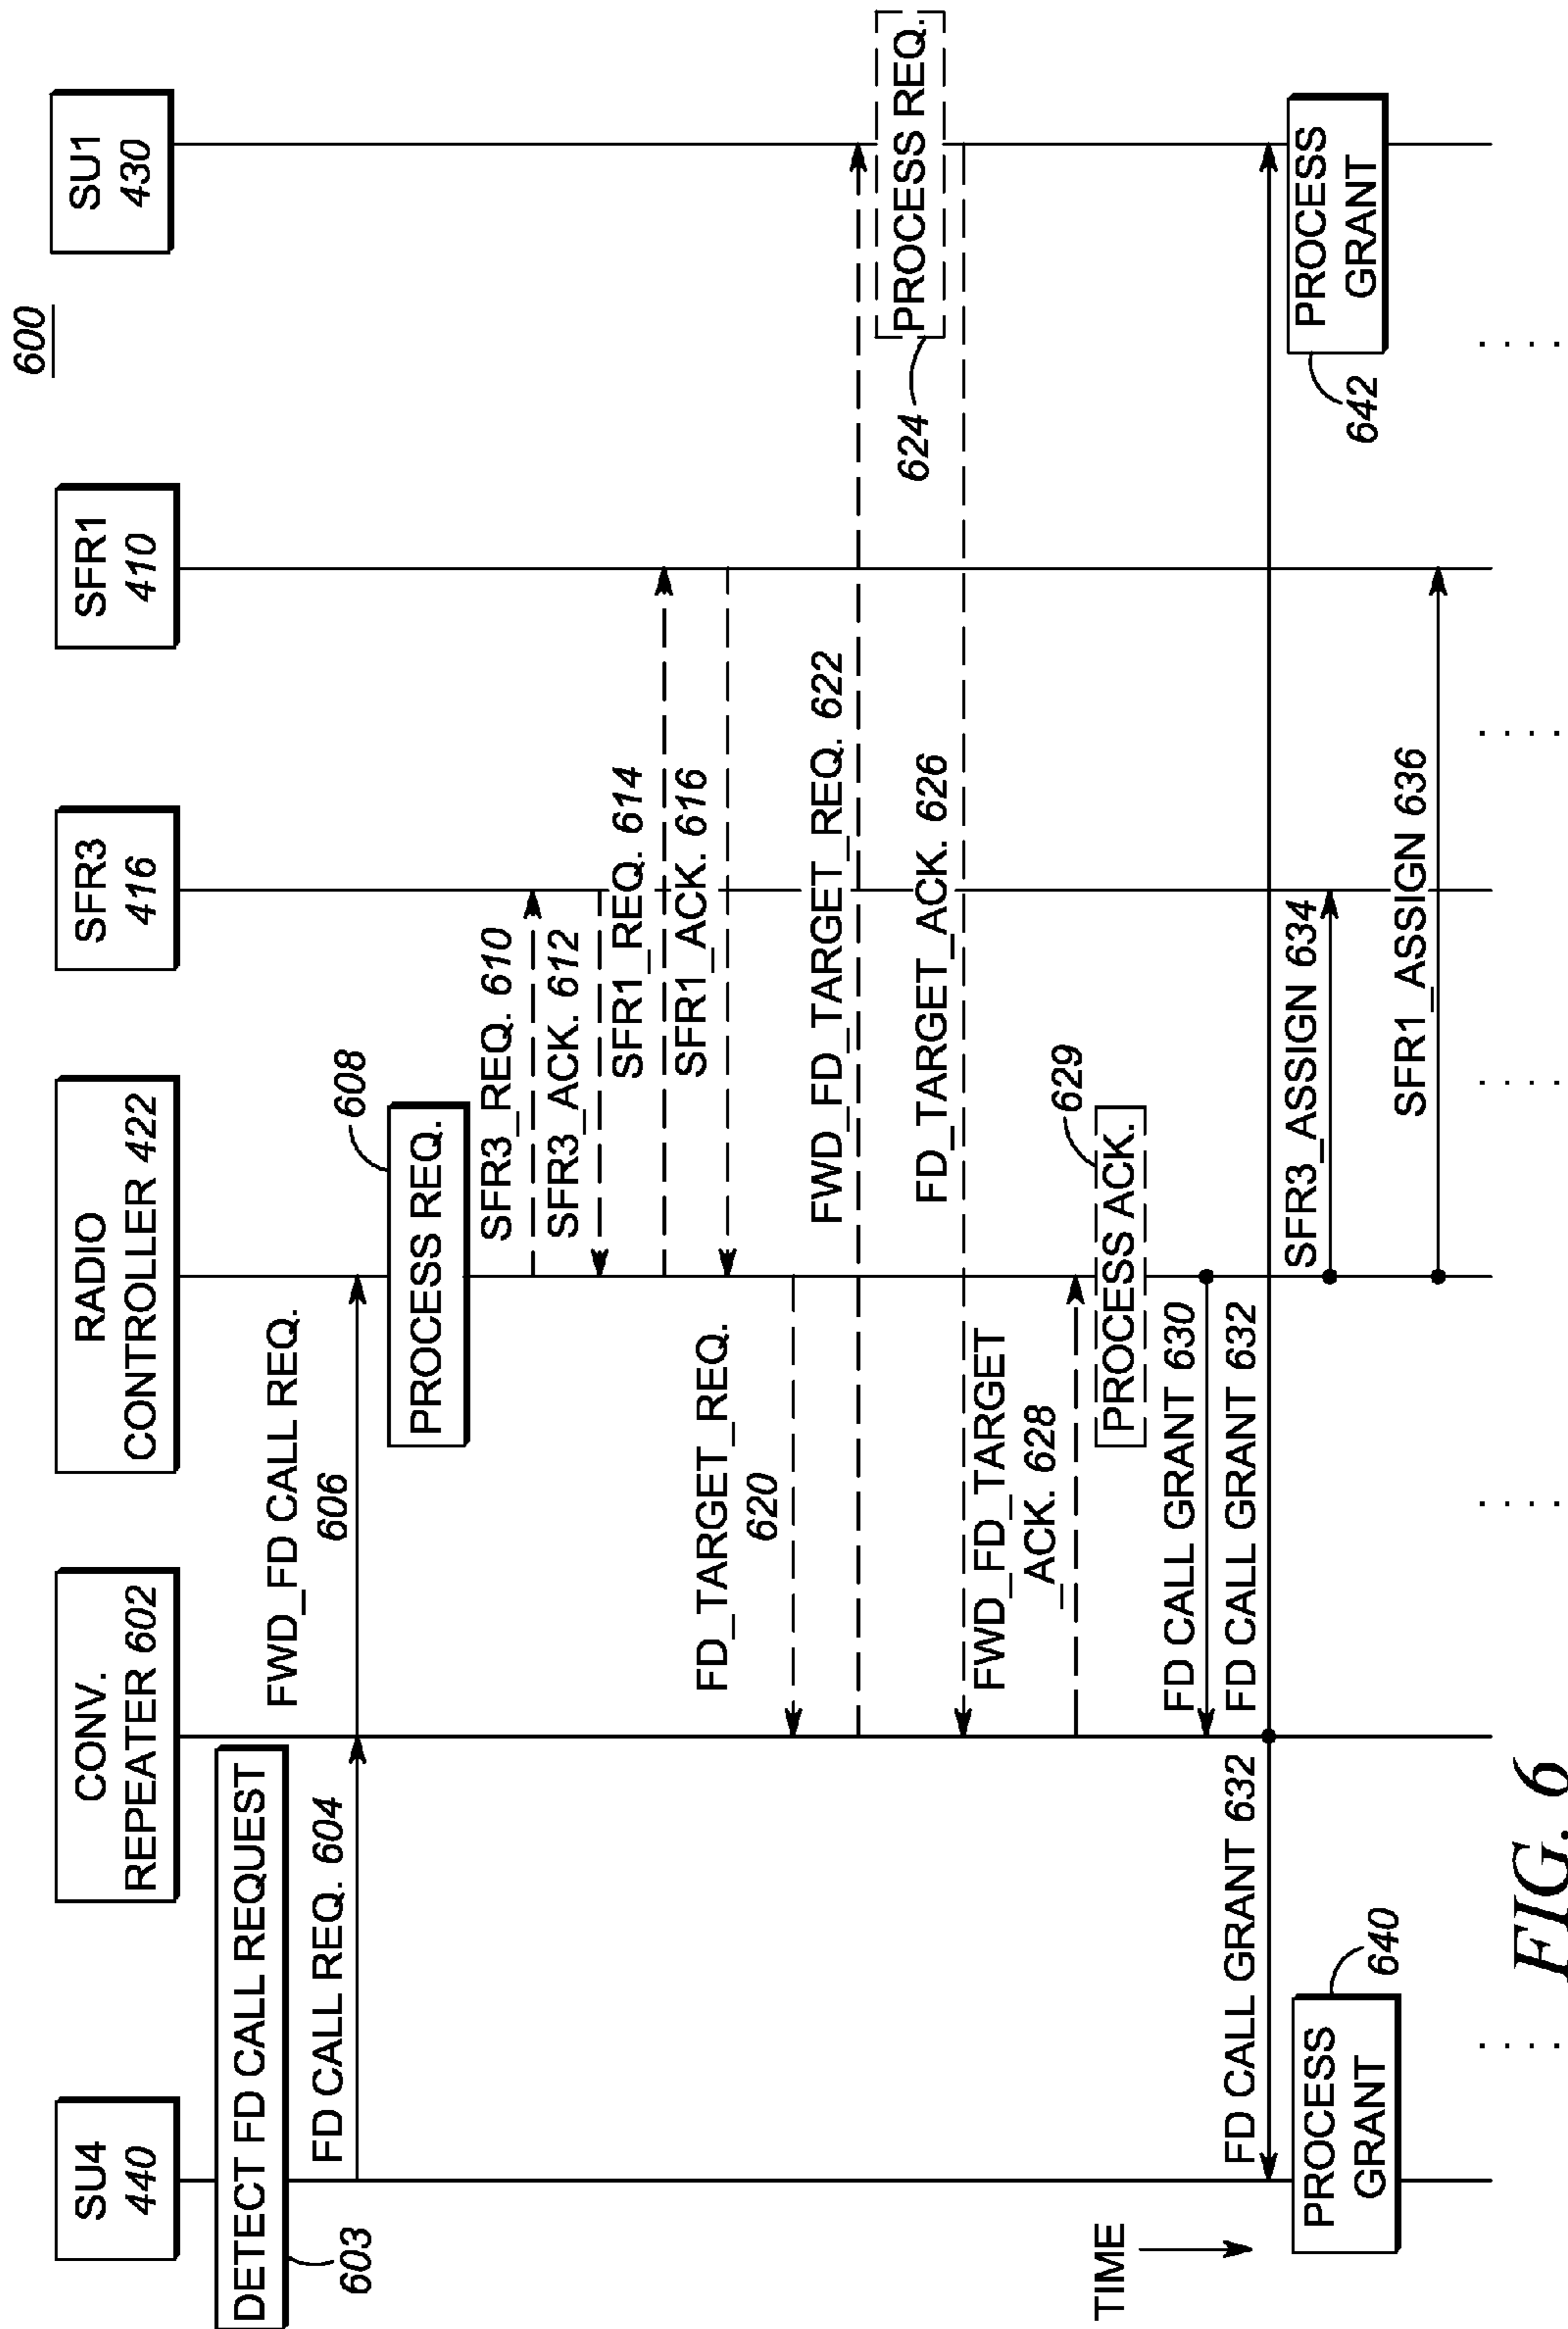 600
SU4
440
CONV.
REPEATER 602
RADIO
CONTROLLER 422
SFR3
416
SFR1
410
SU1
430
DETECT FD CALL REQUEST
603
FD CALL REQ. 604
FWD_FD CALL REQ.
606
608
PROCESS REQ.
SFR3_REQ. 610
SFR3_ACK. 612
SFR1_REQ. 614
SFR1_ACK. 616
FD_TARGET_REQ.
620
FWD_FD_TARGET_REQ. 622
PROCESS REQ.
624
FD_TARGET_ACK. 626
FWD_FD_TARGET
_ACK. 628
629
PROCESS ACK.
FD CALL GRANT 630
FD CALL GRANT 632
FD CALL GRANT 632
SFR3_ASSIGN 634
SFR1_ASSIGN 636
TIME
PROCESS
GRANT
640
PROCESS
GRANT
642
FIG. 6